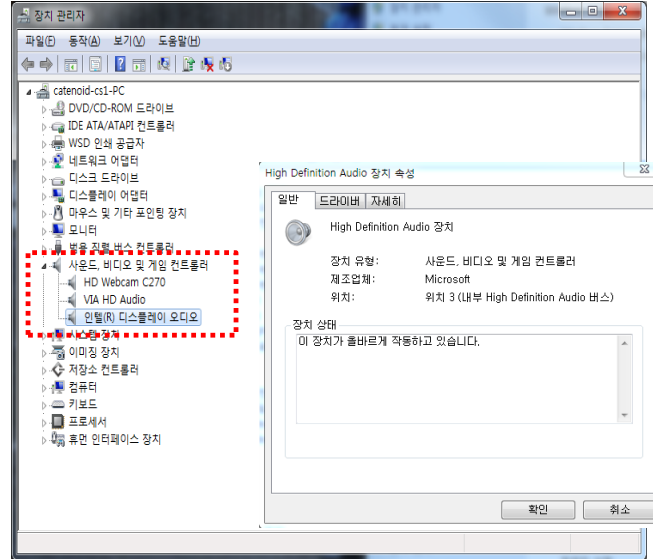 장치 관리자
파일(F) 동작(A) 보기(V) 도움말(H)
catenoid-cs1-PC
DVD/CD-ROM 드라이브
IDE ATA/ATAPI 컨트롤러
WSD 인쇄 공급자
네트워크 어댑터
디스크 드라이브
디스플레이 어댑터
마우스 및 기타 포인팅 장치
모니터
범용 직렬 버스 컨트롤러
사운드, 비디오 및 게임 컨트롤러
HD Webcam C270
VIA HD Audio
인텔(R) 디스플레이 오디오
시스템 장치
이미징 장치
저장소 컨트롤러
컴퓨터
키보드
프로세서
휴먼 인터페이스 장치
High Definition Audio 장치 속성
일반 드라이버 자세히
High Definition Audio 장치
장치 유형: 사운드, 비디오 및 게임 컨트롤러
제조업체: Microsoft
위치: 위치 3 (내부 High Definition Audio 버스)
장치 상태
이 장치가 올바르게 작동하고 있습니다.
확인 취소